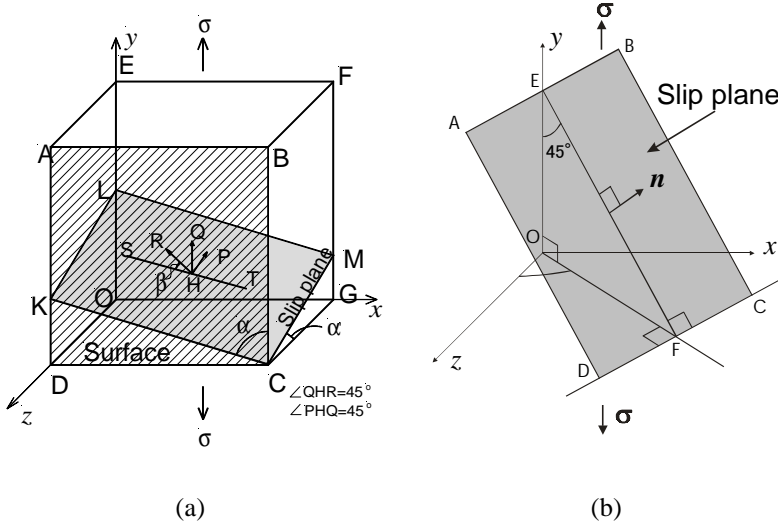 σ
y
E
F
A
B
L
Q
R
P
S
β
H
T
M
K
O
G
x
Slip plane
α
α
Surface
D
C
z
∠QHR=45°
∠PHQ=45°
σ
(a)
σ
y
B
E
Slip plane
A
45°
n
O
x
z
C
D
F
σ
(b)